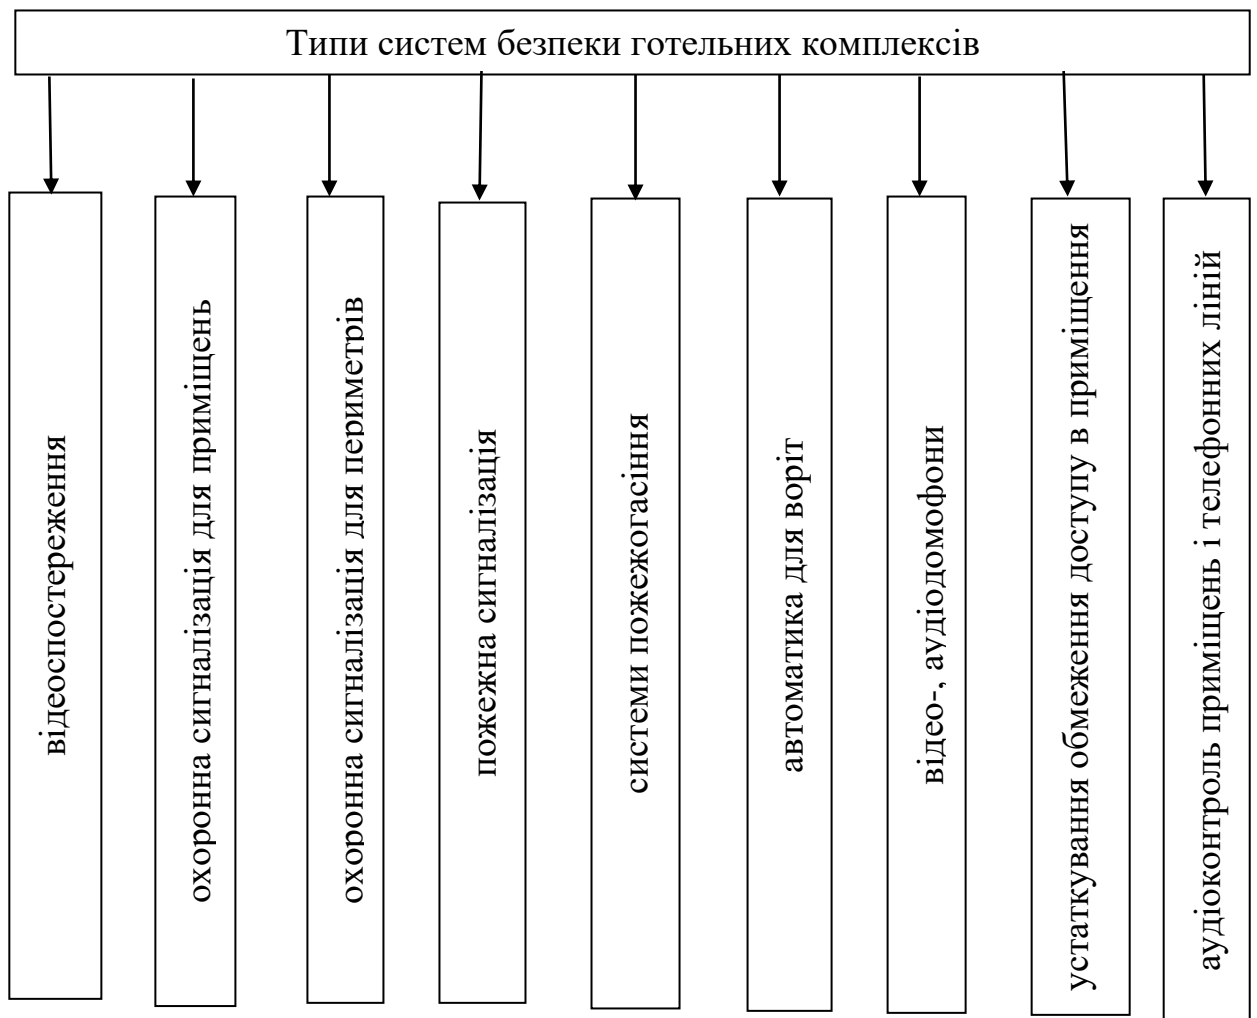 Типи систем безпеки готельних комплексів
відеоспостереження
охоронна сигналізація для приміщень
охоронна сигналізація для периметрів
пожежна сигналізація
системи пожежогасіння
автоматика для воріт
відео-, аудіодомофони
устаткування обмеження доступу в приміщення
аудіоконтроль приміщень і телефонних ліній